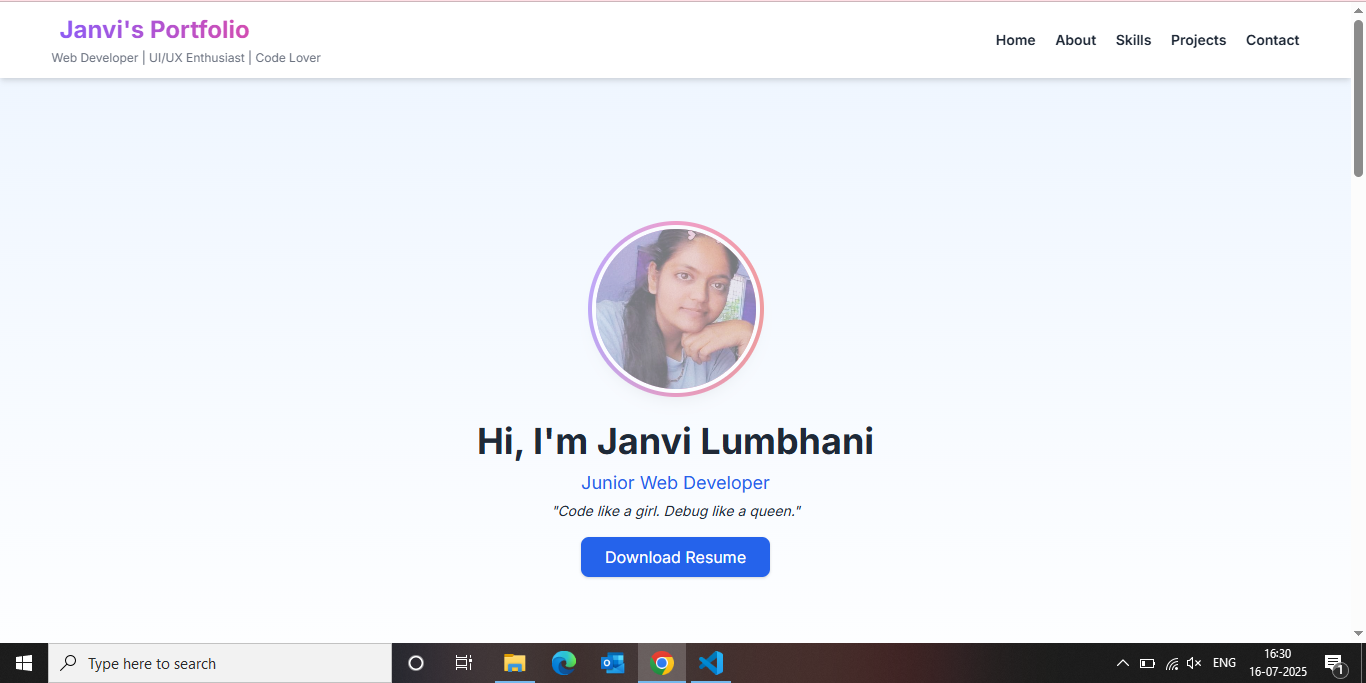 Janvi's Portfolio
Web Developer | UI/UX Enthusiast | Code Lover
Home About Skills Projects Contact
Hi, I'm Janvi Lumbhani
Junior Web Developer
"Code like a girl. Debug like a queen."
Download Resume
Type here to search
ENG
16:30
16-07-2025
1